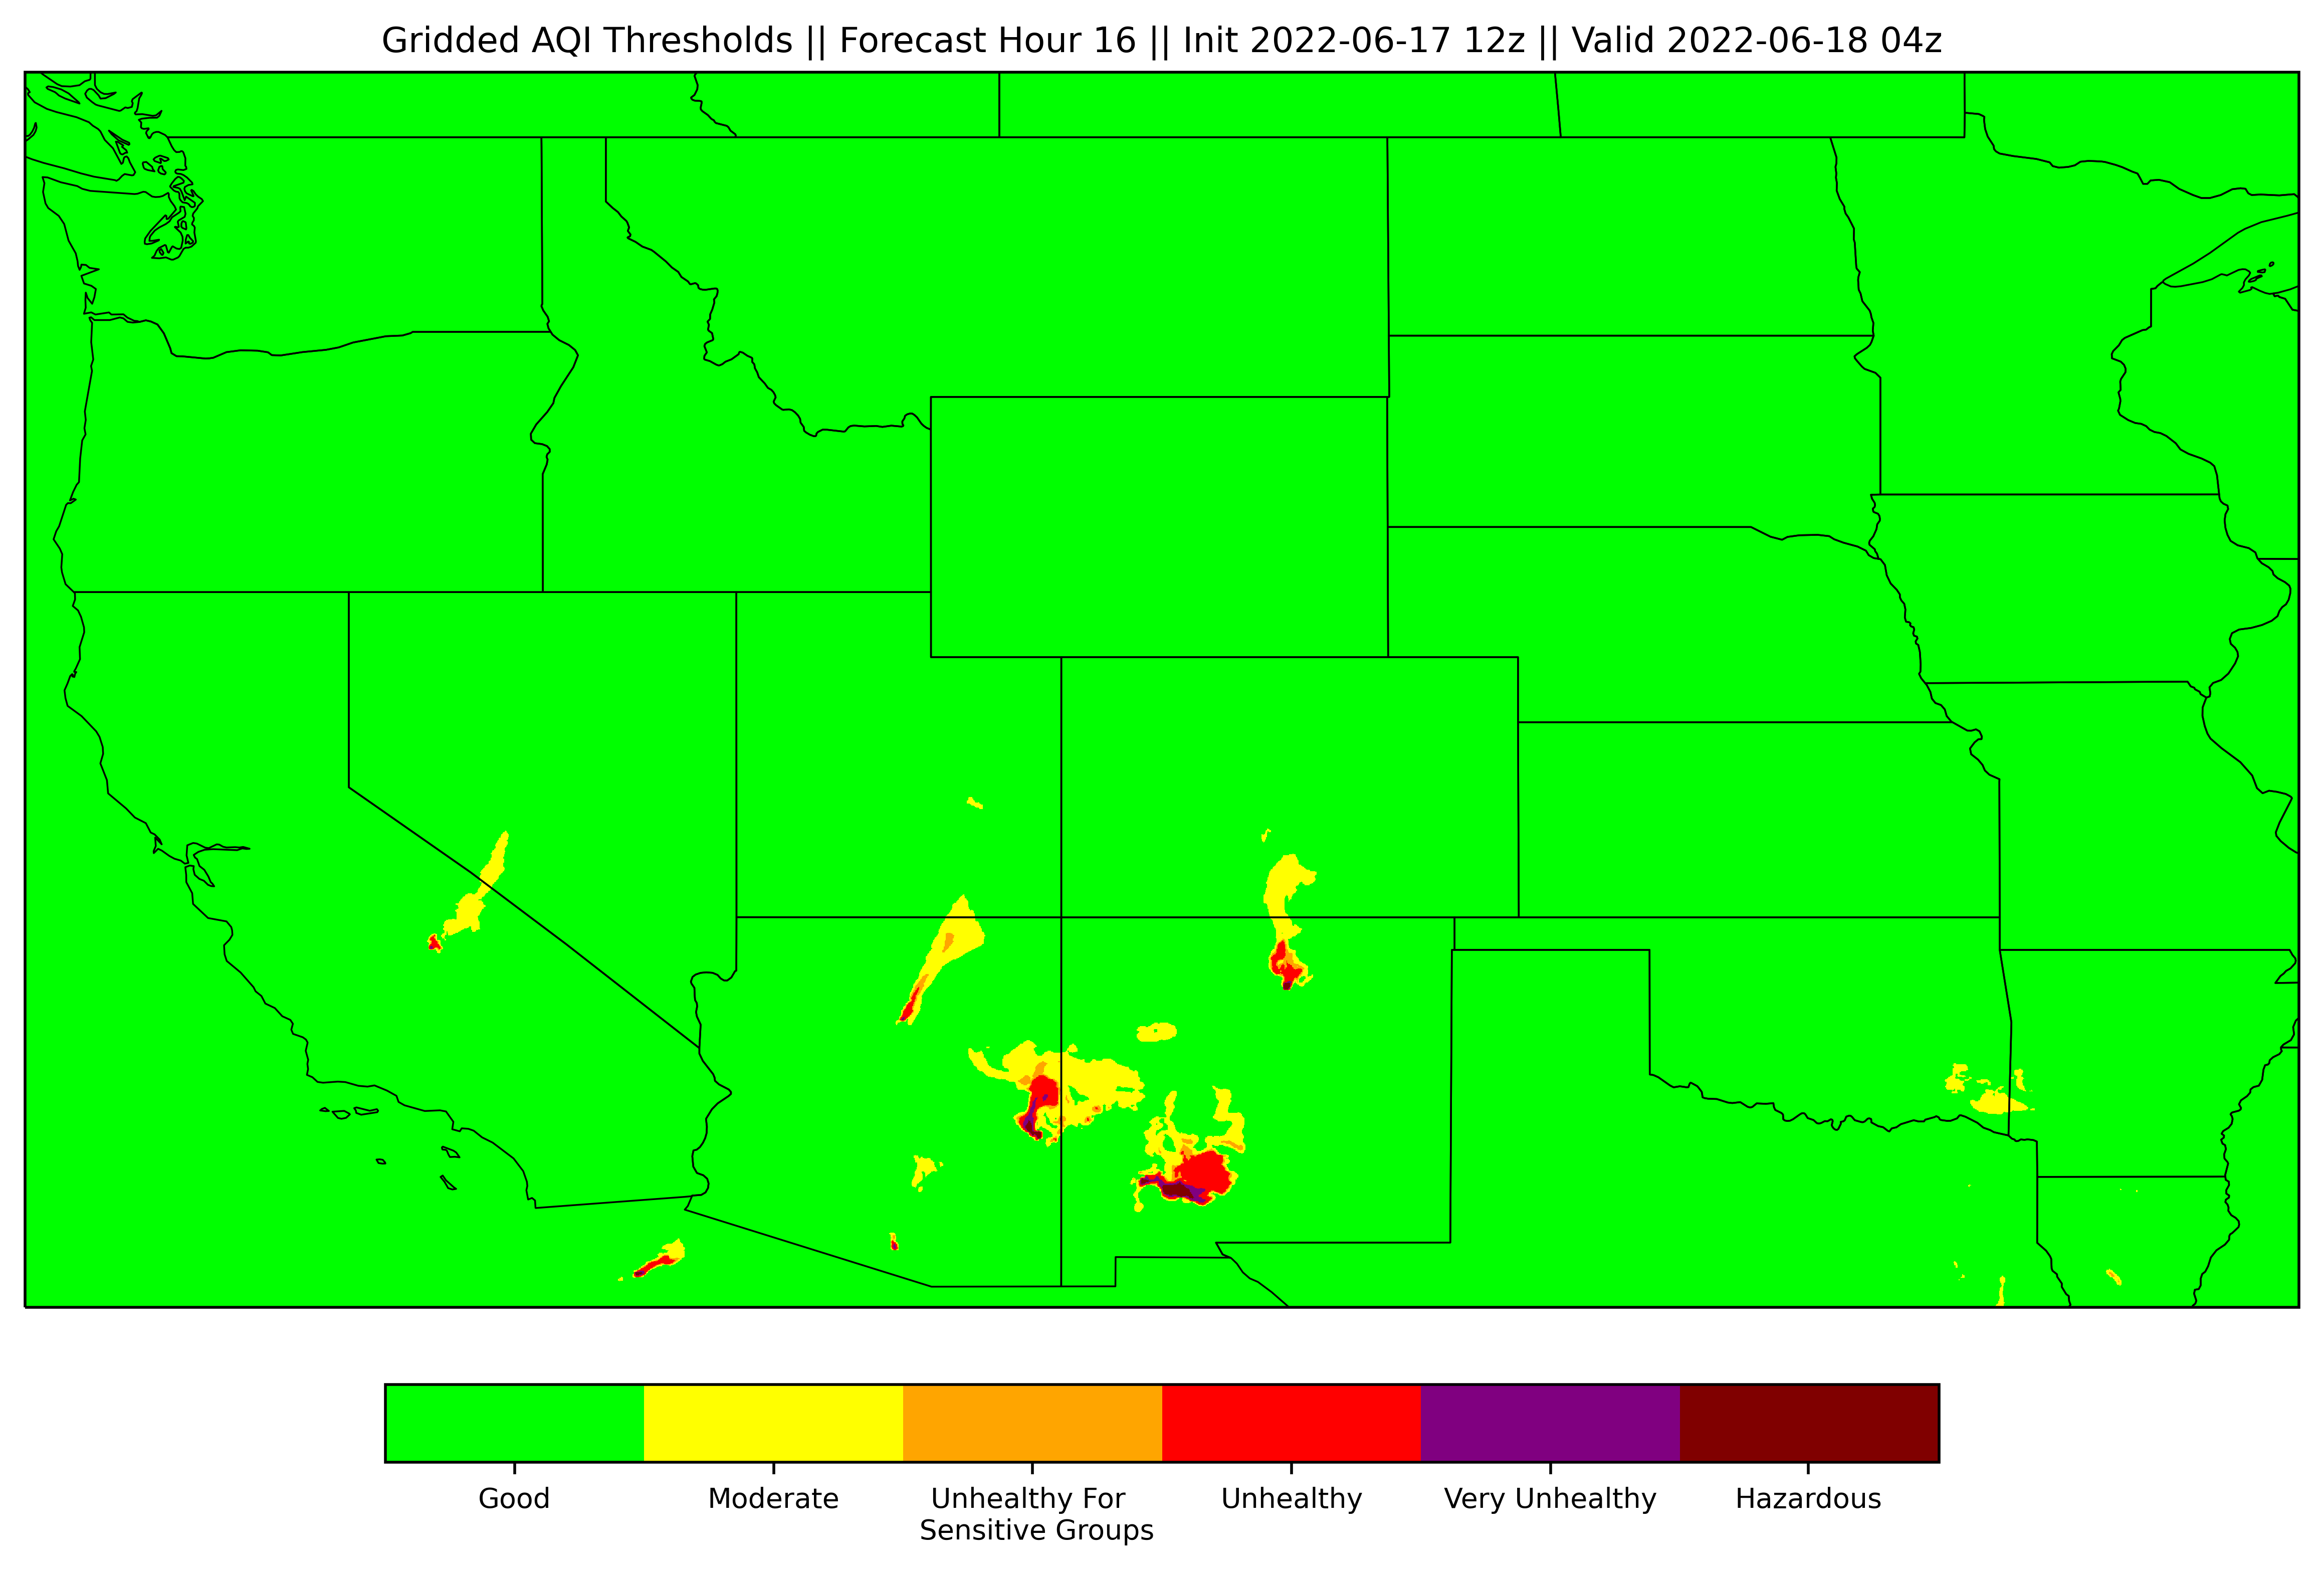 Gridded AQI Thresholds || Forecast Hour 16 || Init 2022-06-17 12z || Valid 2022-06-18 04z
Good Moderate Unhealthy For Unhealthy Very Unhealthy Hazardous
Sensitive Groups